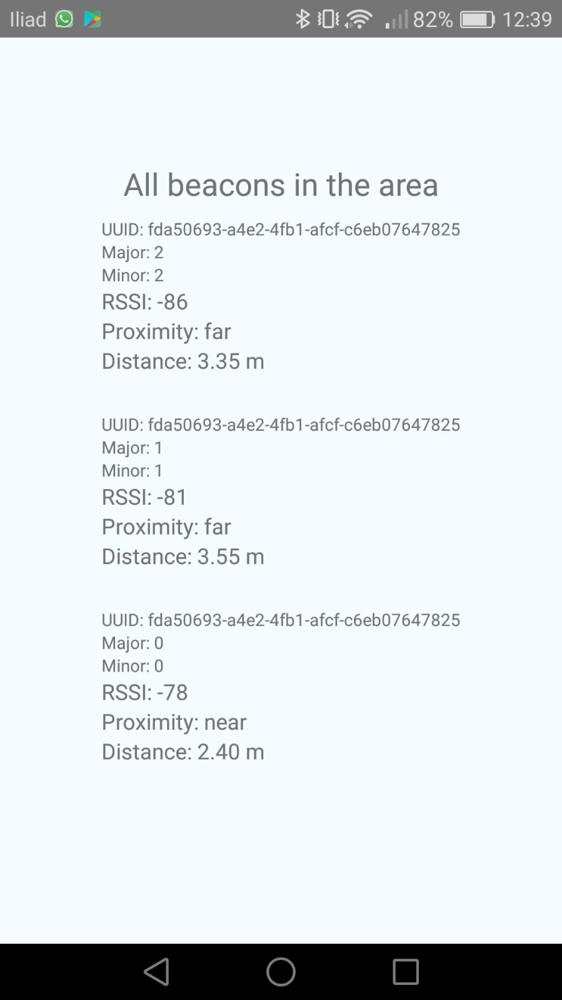 Iliad 82% 12:39
All beacons in the area
UUID: fda50693-a4e2-4fb1-afcf-c6eb07647825
Major: 2
Minor: 2
RSSI: -86
Proximity: far
Distance: 3.35 m
UUID: fda50693-a4e2-4fb1-afcf-c6eb07647825
Major: 1
Minor: 1
RSSI: -81
Proximity: far
Distance: 3.55 m
UUID: fda50693-a4e2-4fb1-afcf-c6eb07647825
Major: 0
Minor: 0
RSSI: -78
Proximity: near
Distance: 2.40 m